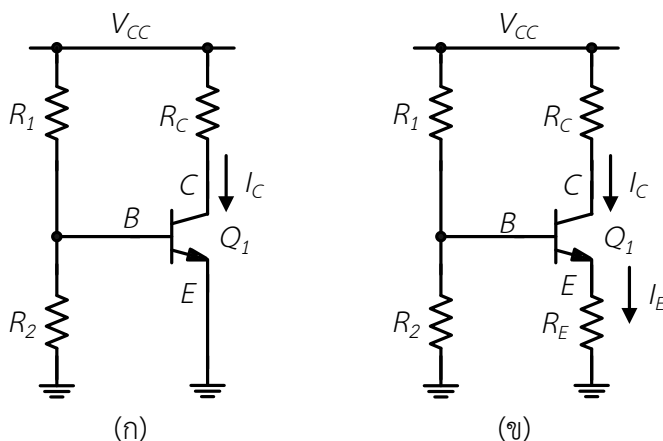 V_CC V_CC
R_1 R_C R_1 R_C
C I_C C I_C
B Q_1 B Q_1
E E I_E
R_2 R_2 R_E
(ก) (ข)